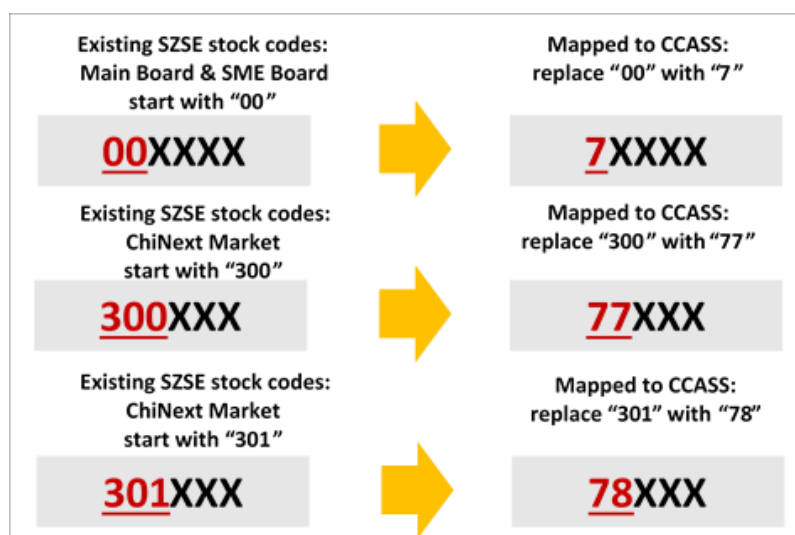 Existing SZSE stock codes:
Main Board & SME Board
start with “00”
Mapped to CCASS:
replace “00” with “7”
00XXXX
7XXXX
Existing SZSE stock codes:
ChiNext Market
start with “300”
Mapped to CCASS:
replace “300” with “77”
300XXX
77XXX
Existing SZSE stock codes:
ChiNext Market
start with “301”
Mapped to CCASS:
replace “301” with “78”
301XXX
78XXX